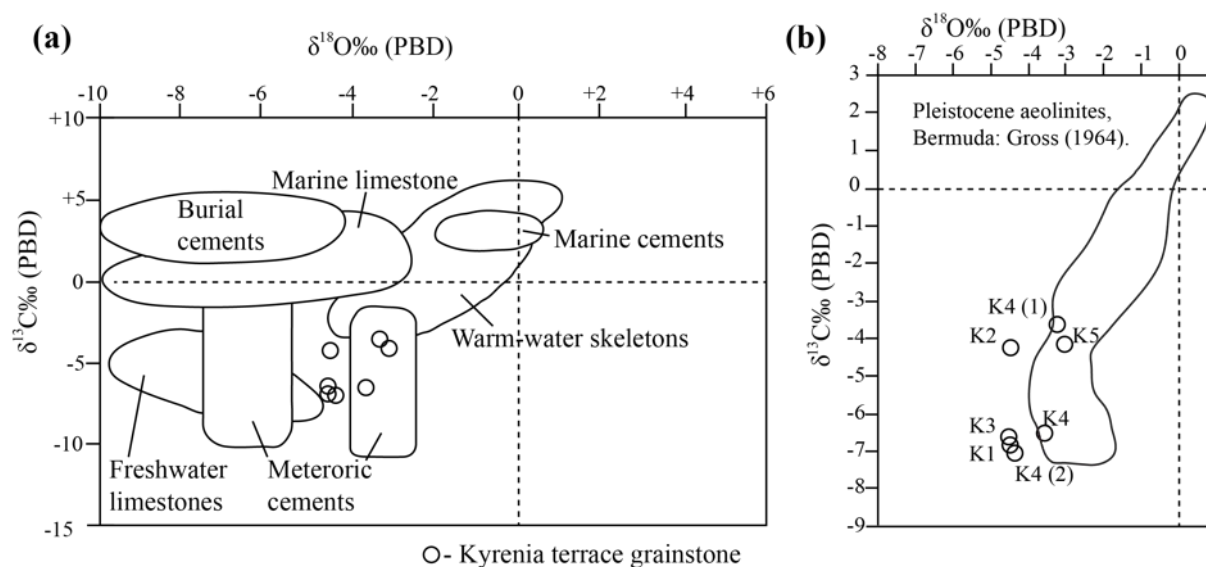 (a)
δ¹⁸O‰ (PBD)
-10 -8 -6 -4 -2 0 +2 +4 +6
+10
+5
0
-5
-10
-15
δ¹³C‰ (PBD)
Marine limestone
Burial
cements
Marine cements
Warm-water skeletons
Freshwater
limestones
Meteroric
cements
O - Kyrenia terrace grainstone
(b)
δ¹⁸O‰ (PBD)
-8 -7 -6 -5 -4 -3 -2 -1 0
3
2
1
0
-1
-2
-3
-4
-5
-6
-7
-8
-9
δ¹³C‰ (PBD)
Pleistocene aeolinites,
Bermuda: Gross (1964).
K4 (1)
K2
K5
K3
K4
K1
K4 (2)